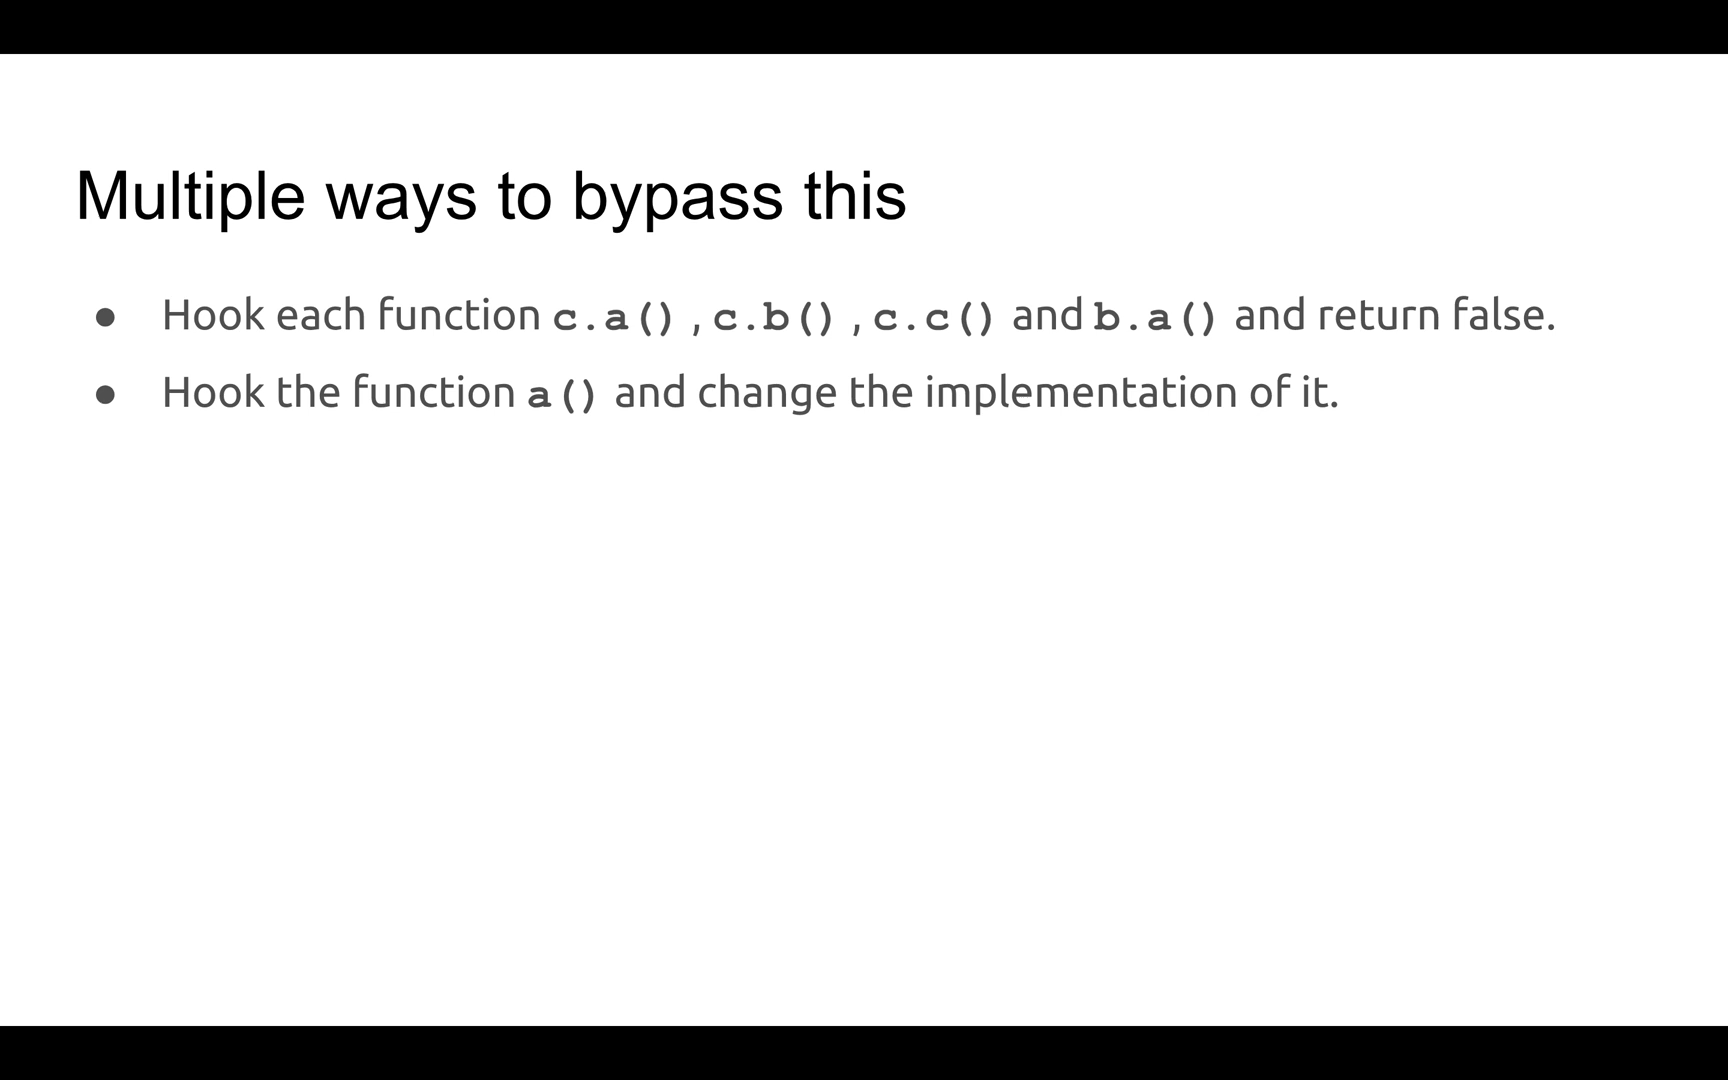 Multiple ways to bypass this
● Hook each function c.a() , c.b() , c.c() and b.a() and return false.
● Hook the function a() and change the implementation of it.